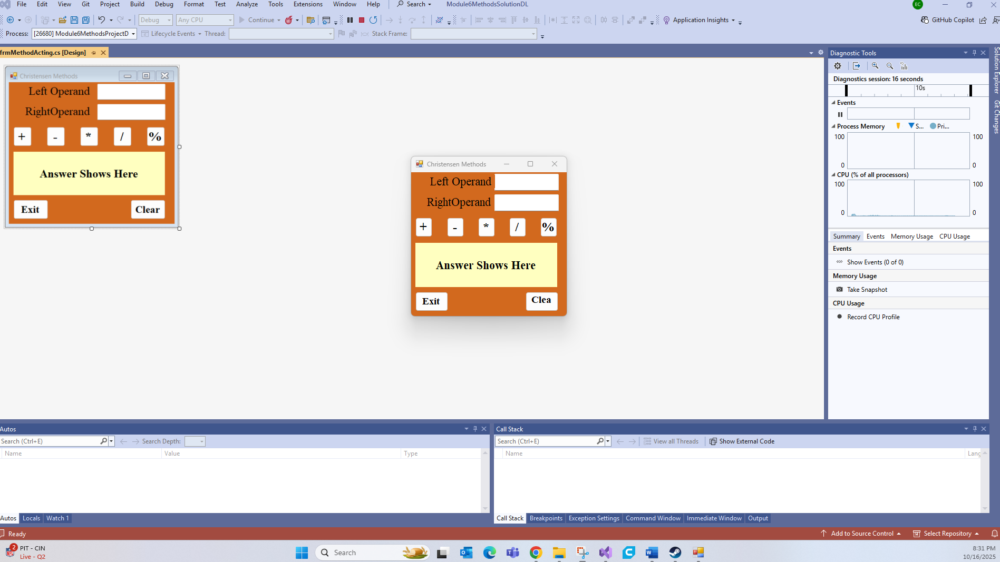 File Edit View Git Project Build Debug Format Test Analyze Tools Extensions Window Help Search Module6MethodsSolutionDL EC
Debug Any CPU Continue Application Insights GitHub Copilot
Process: [26680] Module6MethodsProjectD Lifecycle Events Thread: Stack Frame:
frmMethodActing.cs [Design]
Christensen Methods
Left Operand
RightOperand
+ - * / %
Answer Shows Here
Exit Clear
Christensen Methods
Left Operand
RightOperand
+ - * / %
Answer Shows Here
Exit Clea
Diagnostic Tools
Diagnostics session: 16 seconds
10s
Events
Process Memory S... Pri...
100 100
0 0
CPU (% of all processors)
100 100
0 0
Summary Events Memory Usage CPU Usage
Events
Show Events (0 of 0)
Memory Usage
Take Snapshot
CPU Usage
Record CPU Profile
Solution Explorer
Git Changes
Autos
Search (Ctrl+E) Search Depth:
Name Value Type
Autos Locals Watch 1
Call Stack
Search (Ctrl+E) View all Threads Show External Code
Name Lang
Call Stack Breakpoints Exception Settings Command Window Immediate Window Output
Ready Add to Source Control Select Repository
2 PIT - CIN
Live - Q2
Search
8:31 PM
10/16/2025